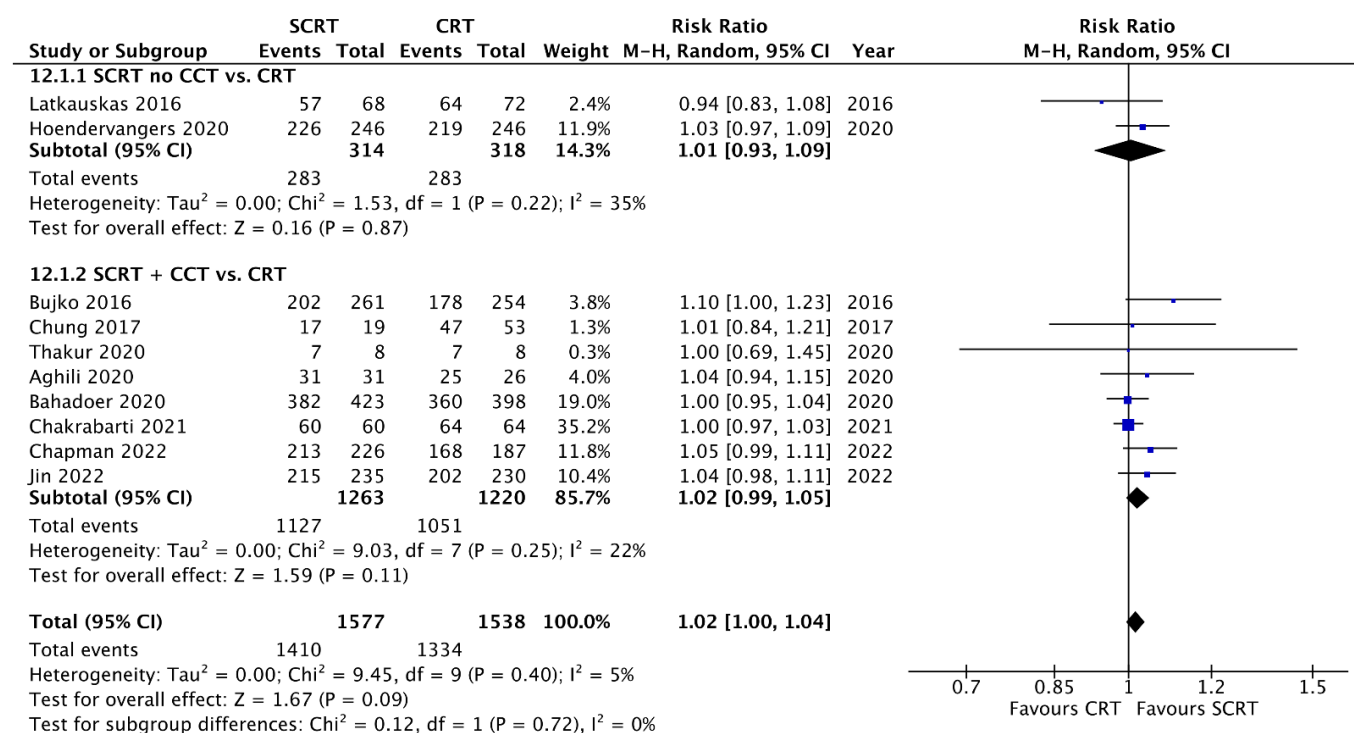 SCRT CRT Risk Ratio Risk Ratio
Study or Subgroup Events Total Events Total Weight M-H, Random, 95% CI Year M-H, Random, 95% CI
12.1.1 SCRT no CCT vs. CRT
Latkauskas 2016 57 68 64 72 2.4% 0.94 [0.83, 1.08] 2016
Hoendervangers 2020 226 246 219 246 11.9% 1.03 [0.97, 1.09] 2020
Subtotal (95% CI) 314 318 14.3% 1.01 [0.93, 1.09]
Total events 283 283
Heterogeneity: Tau² = 0.00; Chi² = 1.53, df = 1 (P = 0.22); I² = 35%
Test for overall effect: Z = 0.16 (P = 0.87)
12.1.2 SCRT + CCT vs. CRT
Bujko 2016 202 261 178 254 3.8% 1.10 [1.00, 1.23] 2016
Chung 2017 17 19 47 53 1.3% 1.01 [0.84, 1.21] 2017
Thakur 2020 7 8 7 8 0.3% 1.00 [0.69, 1.45] 2020
Aghili 2020 31 31 25 26 4.0% 1.04 [0.94, 1.15] 2020
Bahadoer 2020 382 423 360 398 19.0% 1.00 [0.95, 1.04] 2020
Chakrabarti 2021 60 60 64 64 35.2% 1.00 [0.97, 1.03] 2021
Chapman 2022 213 226 168 187 11.8% 1.05 [0.99, 1.11] 2022
Jin 2022 215 235 202 230 10.4% 1.04 [0.98, 1.11] 2022
Subtotal (95% CI) 1263 1220 85.7% 1.02 [0.99, 1.05]
Total events 1127 1051
Heterogeneity: Tau² = 0.00; Chi² = 9.03, df = 7 (P = 0.25); I² = 22%
Test for overall effect: Z = 1.59 (P = 0.11)
Total (95% CI) 1577 1538 100.0% 1.02 [1.00, 1.04]
Total events 1410 1334
Heterogeneity: Tau² = 0.00; Chi² = 9.45, df = 9 (P = 0.40); I² = 5%
Test for overall effect: Z = 1.67 (P = 0.09)
Test for subgroup differences: Chi² = 0.12, df = 1 (P = 0.72), I² = 0%
0.7 0.85 1 1.2 1.5
Favours CRT Favours SCRT